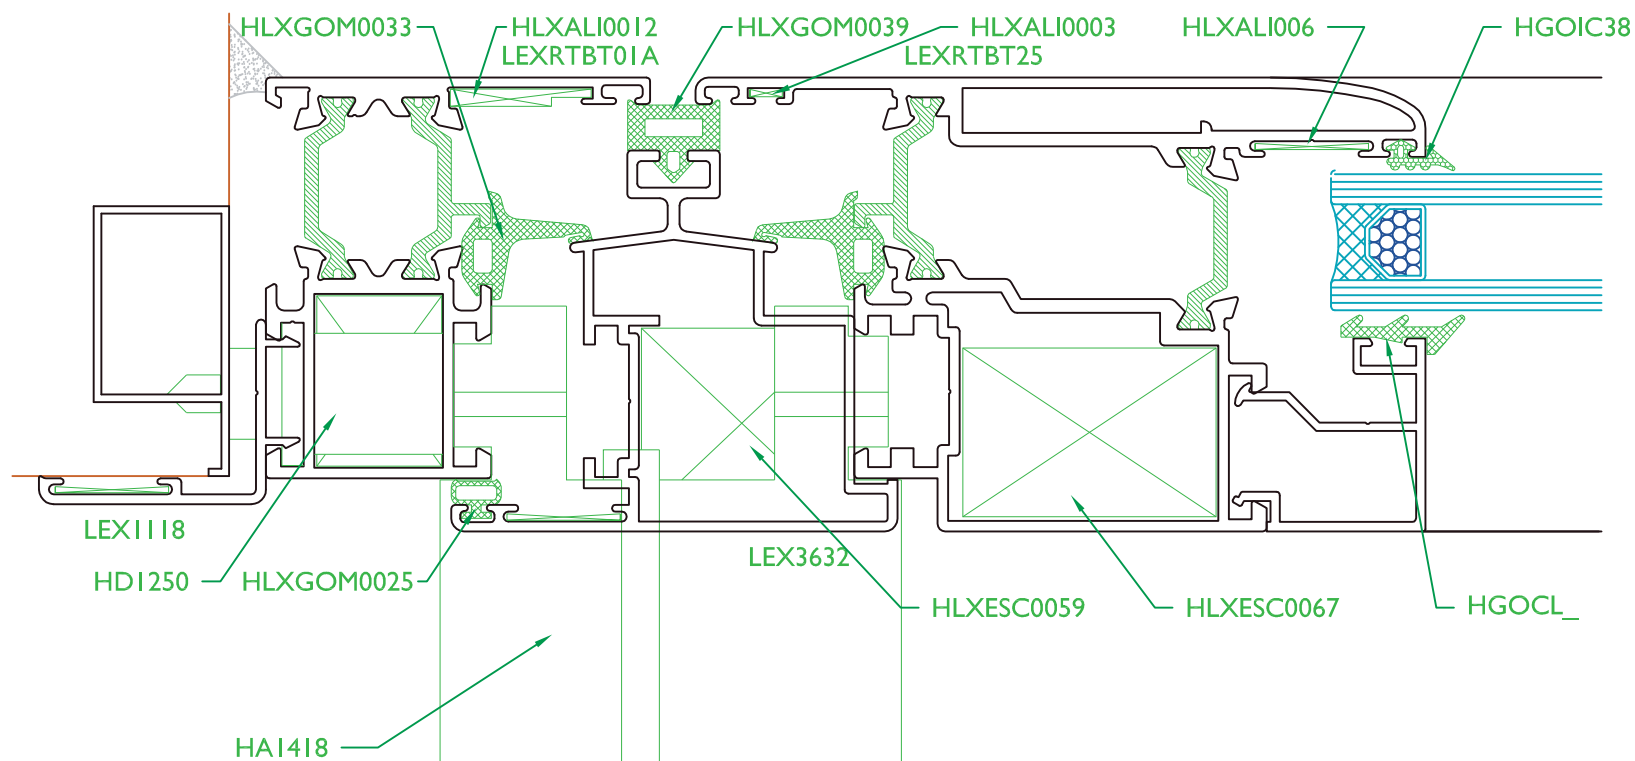 HLXGOM0033
HLXALI0012
LEXRTBT01A
HLXGOM0039
HLXALI0003
LEXRTBT25
HLXALI006
HGOIC38
LEX1118
HD1250
HLXGOM0025
LEX3632
HLXESC0059
HLXESC0067
HGOCL_
HA1418